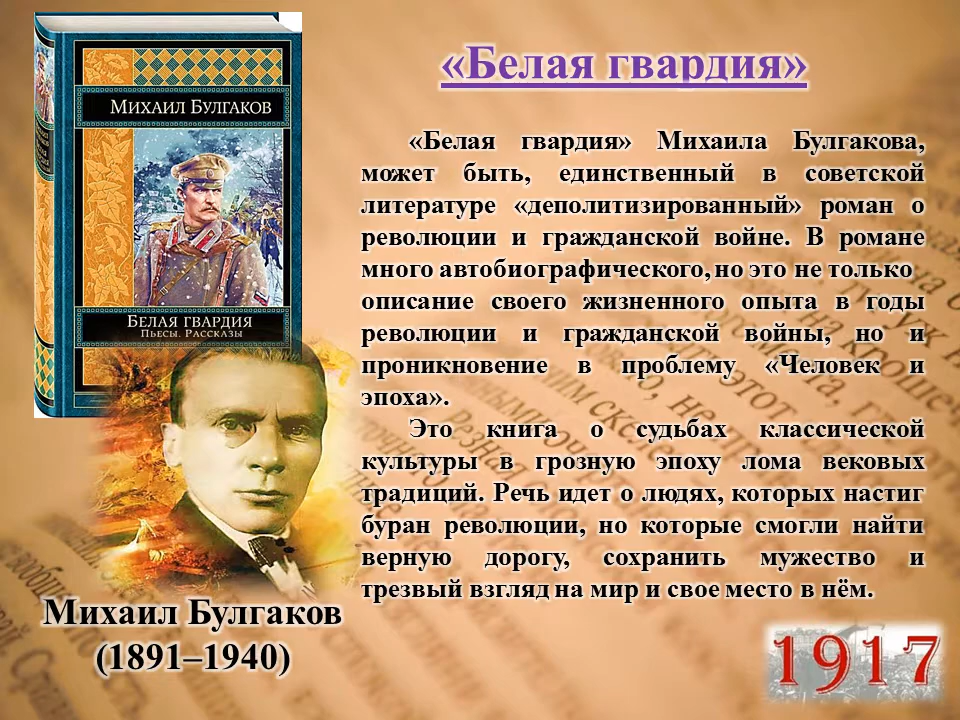 Михаил Булгаков
Белая гвардия
Пьесы. Рассказы
Михаил Булгаков
(1891–1940)
«Белая гвардия»
«Белая гвардия» Михаила Булгакова,
может быть, единственный в советской
литературе «деполитизированный» роман о
революции и гражданской войне. В романе
много автобиографического, но это не только
описание своего жизненного опыта в годы
революции и гражданской войны, но и
проникновение в проблему «Человек и
эпоха».
Это книга о судьбах классической
культуры в грозную эпоху лома вековых
традиций. Речь идет о людях, которых настиг
буран революции, но которые смогли найти
верную дорогу, сохранить мужество и
трезвый взгляд на мир и свое место в нём.
1917